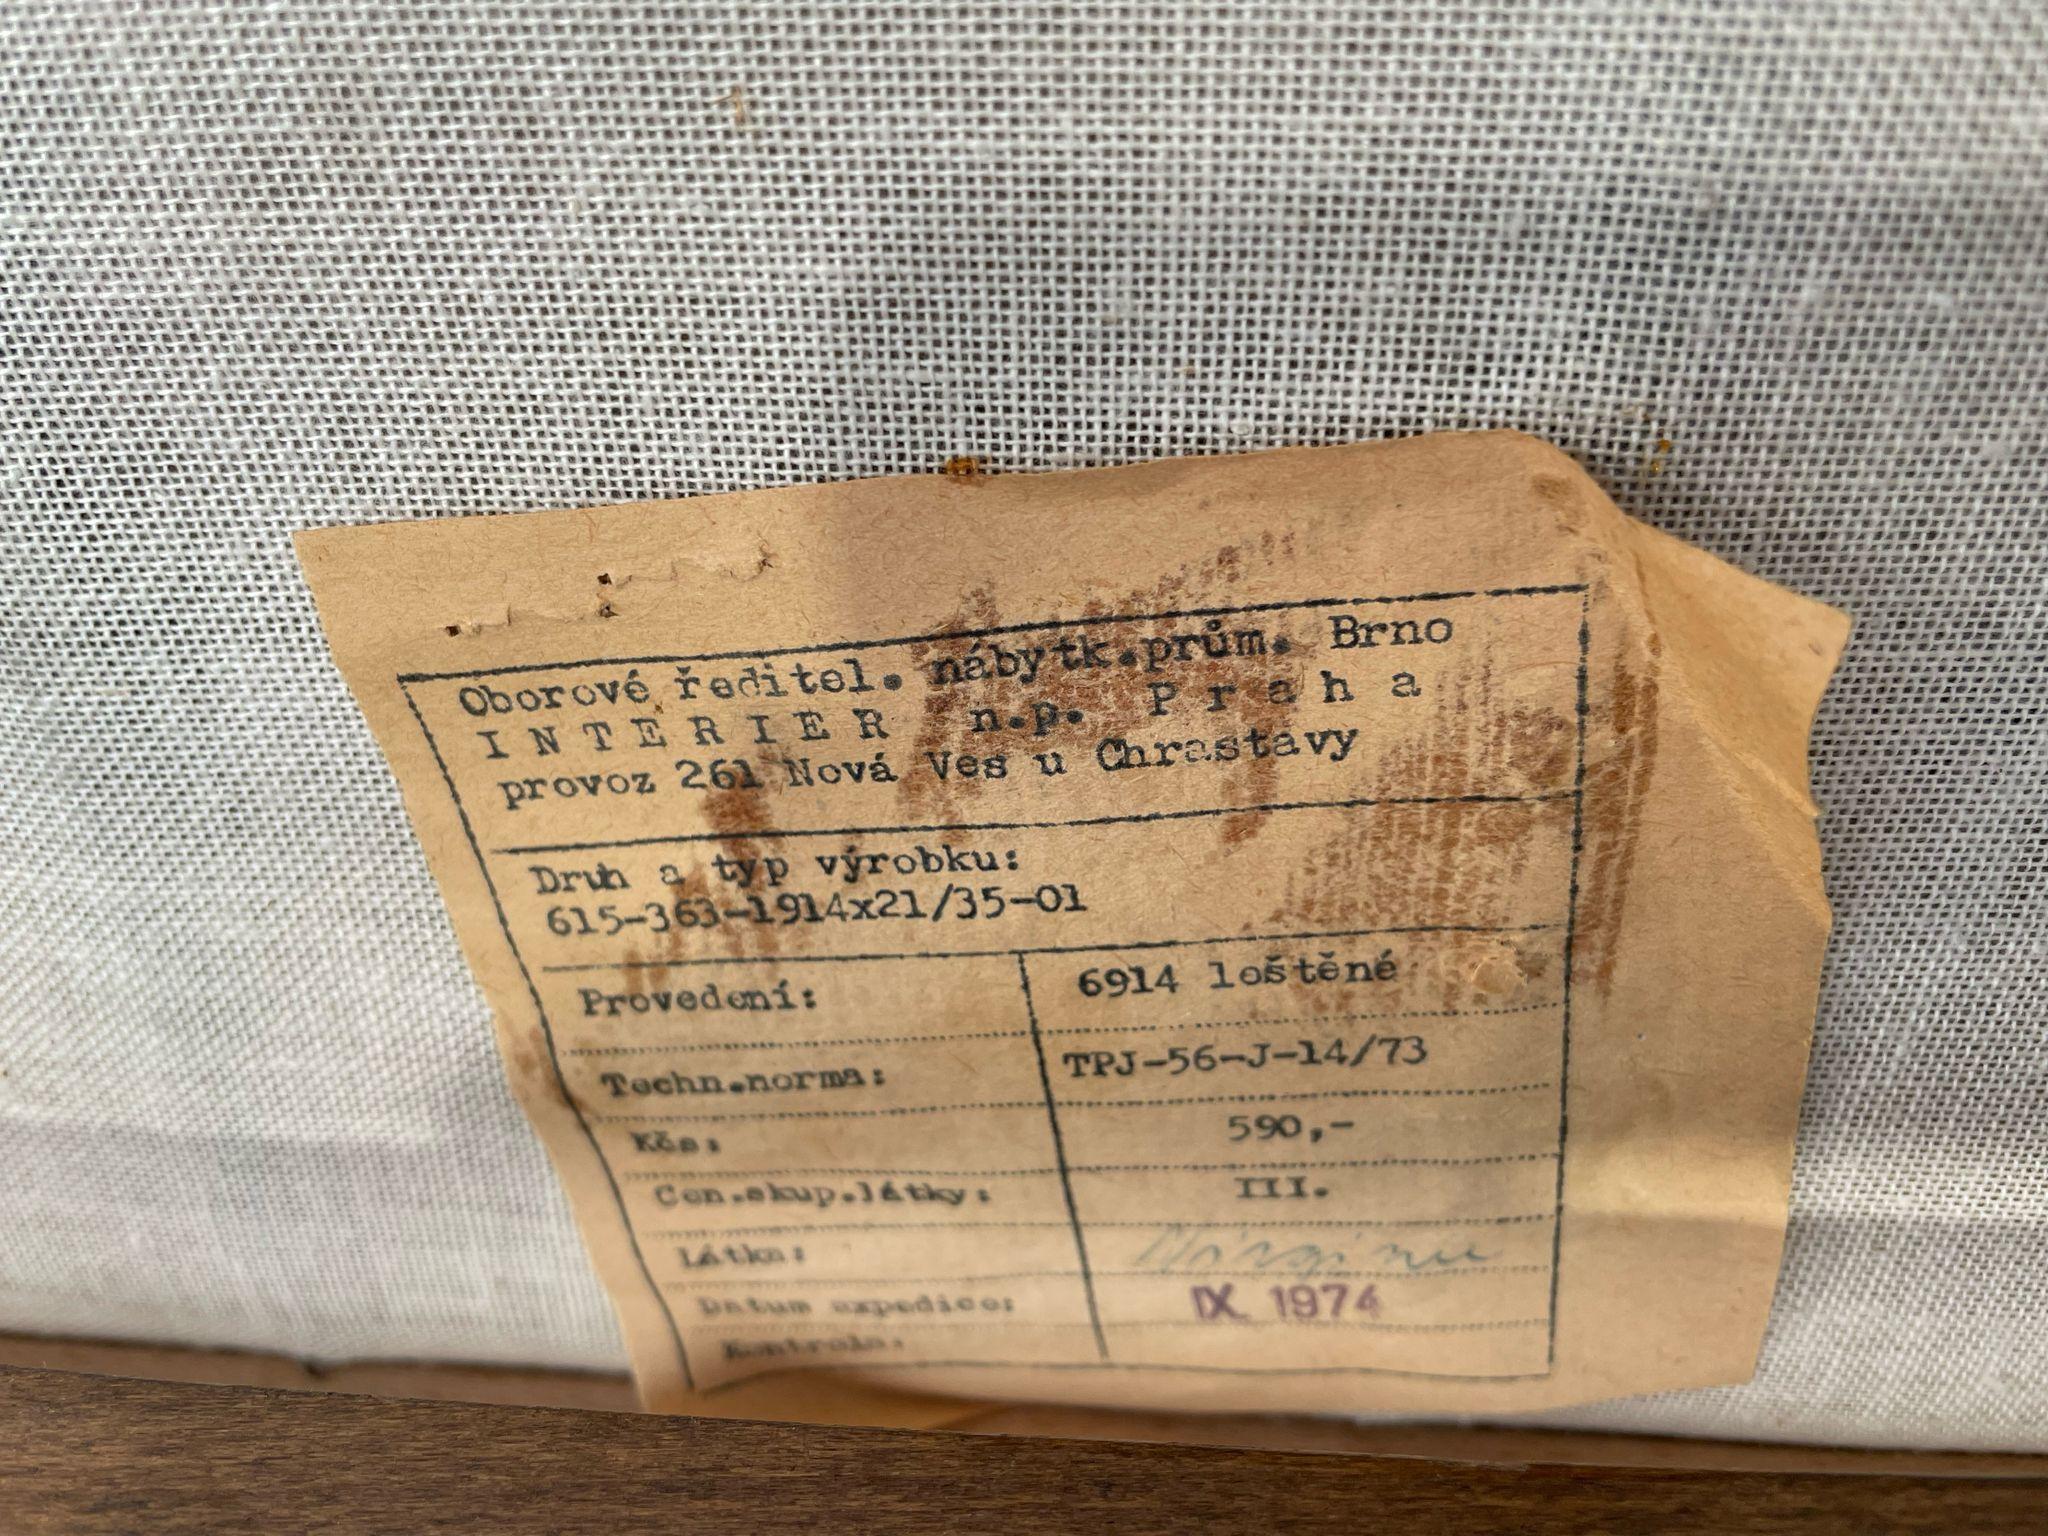 Oborové ředitel. nábytk.prům. Brno
I N T E R I E R n.p. P r a h a
provoz 261 Nová Ves u Chrastavy
Druh a typ výrobku:
615-363-1914x21/35-01
Provedení: 6914 loštěné
Techn.norma: TPJ-56-J-14/73
Kčs: 590,-
Cen.skup.látky: III.
Látka:
Datum expedice: IX. 1974
Kontrola: